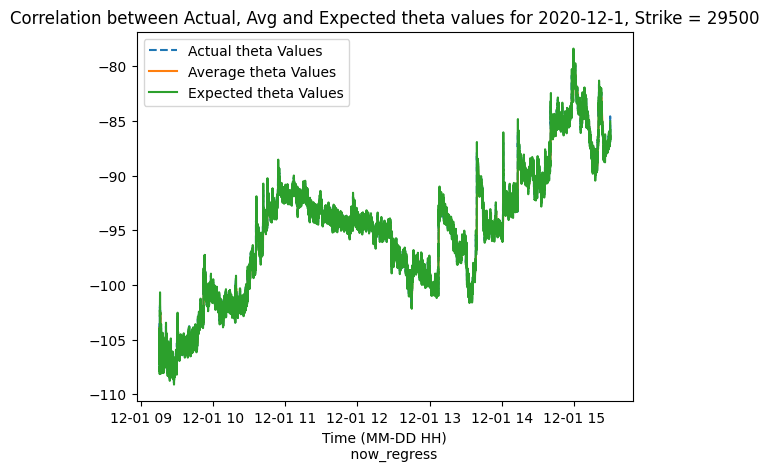 Correlation between Actual, Avg and Expected theta values for 2020-12-1, Strike = 29500
Actual theta Values
Average theta Values
Expected theta Values
−80
−85
−90
−95
−100
−105
−110
12-01 09 12-01 10 12-01 11 12-01 12 12-01 13 12-01 14 12-01 15
Time (MM-DD HH)
now_regress